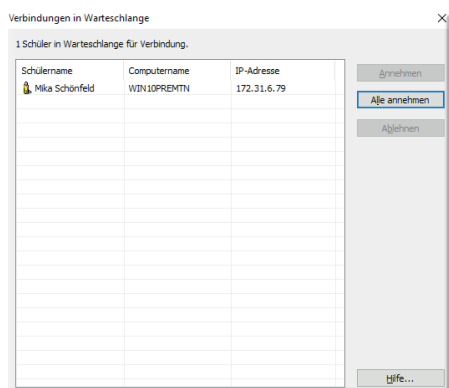 Verbindungen in Warteschlange
1 Schüler in Warteschlange für Verbindung.
Schülername Computername IP-Adresse
Mika Schönfeld WIN10PREMTN 172.31.6.79
Annehmen
Alle annehmen
Ablehnen
Hilfe...